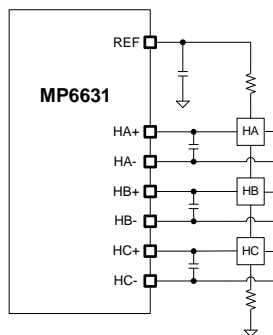 REF
MP6631
HA+
HA
HA-
HB+
HB
HB-
HC+
HC
HC-